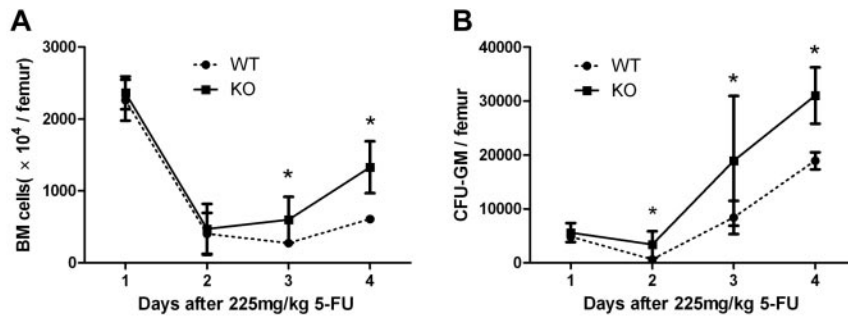 A
BM cells( × 10⁴ / femur)
3000
2000
1000
0
WT
KO
*
*
1 2 3 4
Days after 225mg/kg 5-FU
B
CFU-GM / femur
40000
30000
20000
10000
0
WT
KO
*
*
*
1 2 3 4
Days after 225mg/kg 5-FU